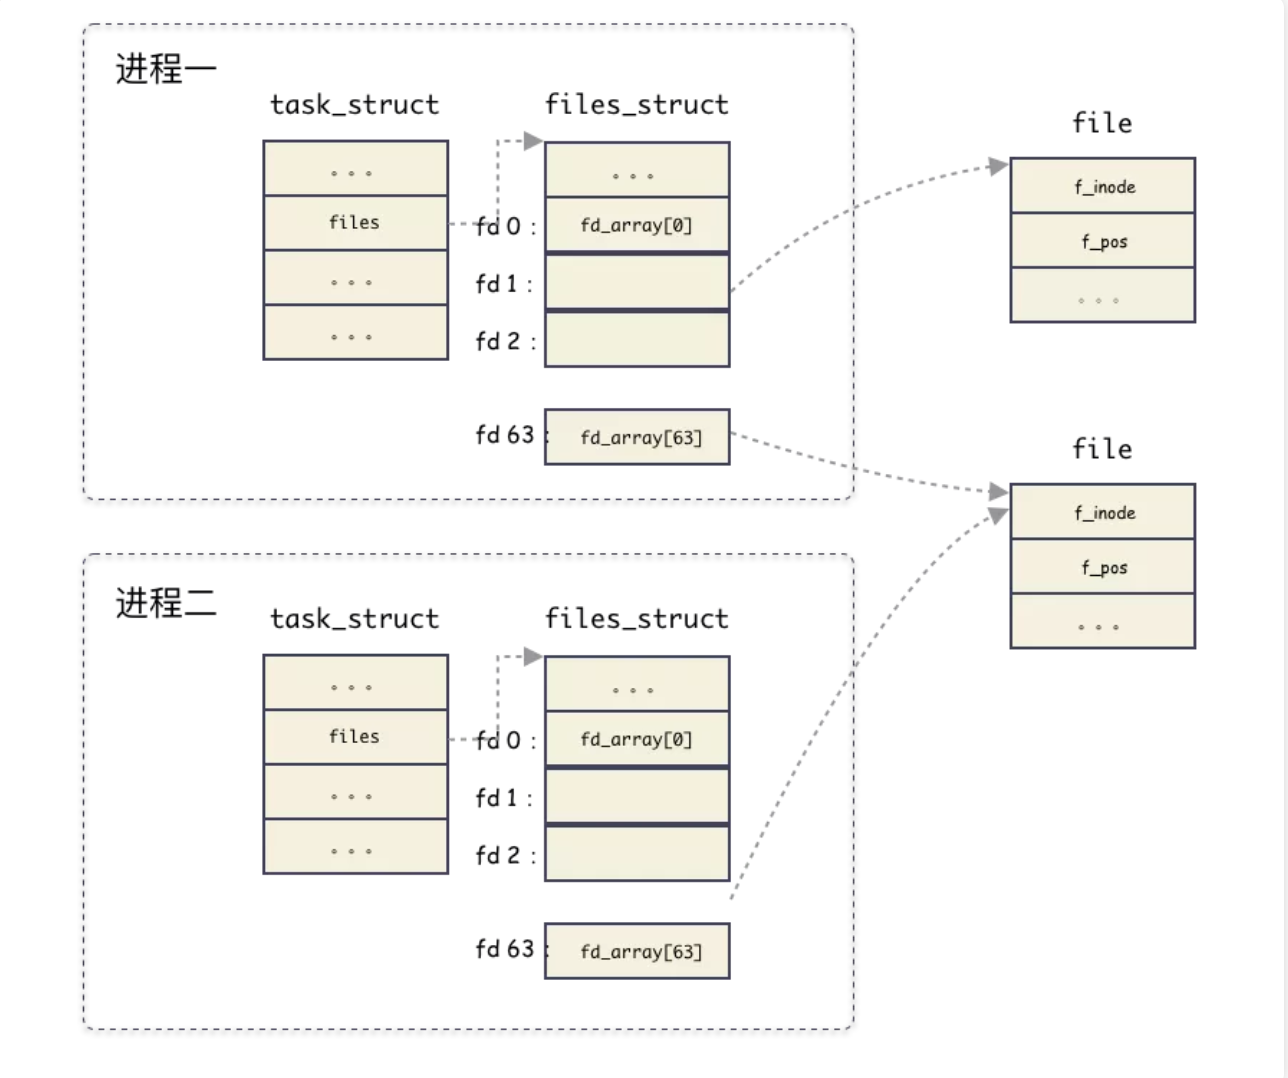 进程一
task_struct
files_struct
file
。。。
files
。。。
。。。
。。。
fd 0 : fd_array[0]
fd 1 :
fd 2 :
fd 63 : fd_array[63]
f_inode
f_pos
。。。
file
f_inode
f_pos
。。。
进程二
task_struct
files_struct
。。。
files
。。。
。。。
。。。
fd 0 : fd_array[0]
fd 1 :
fd 2 :
fd 63 : fd_array[63]